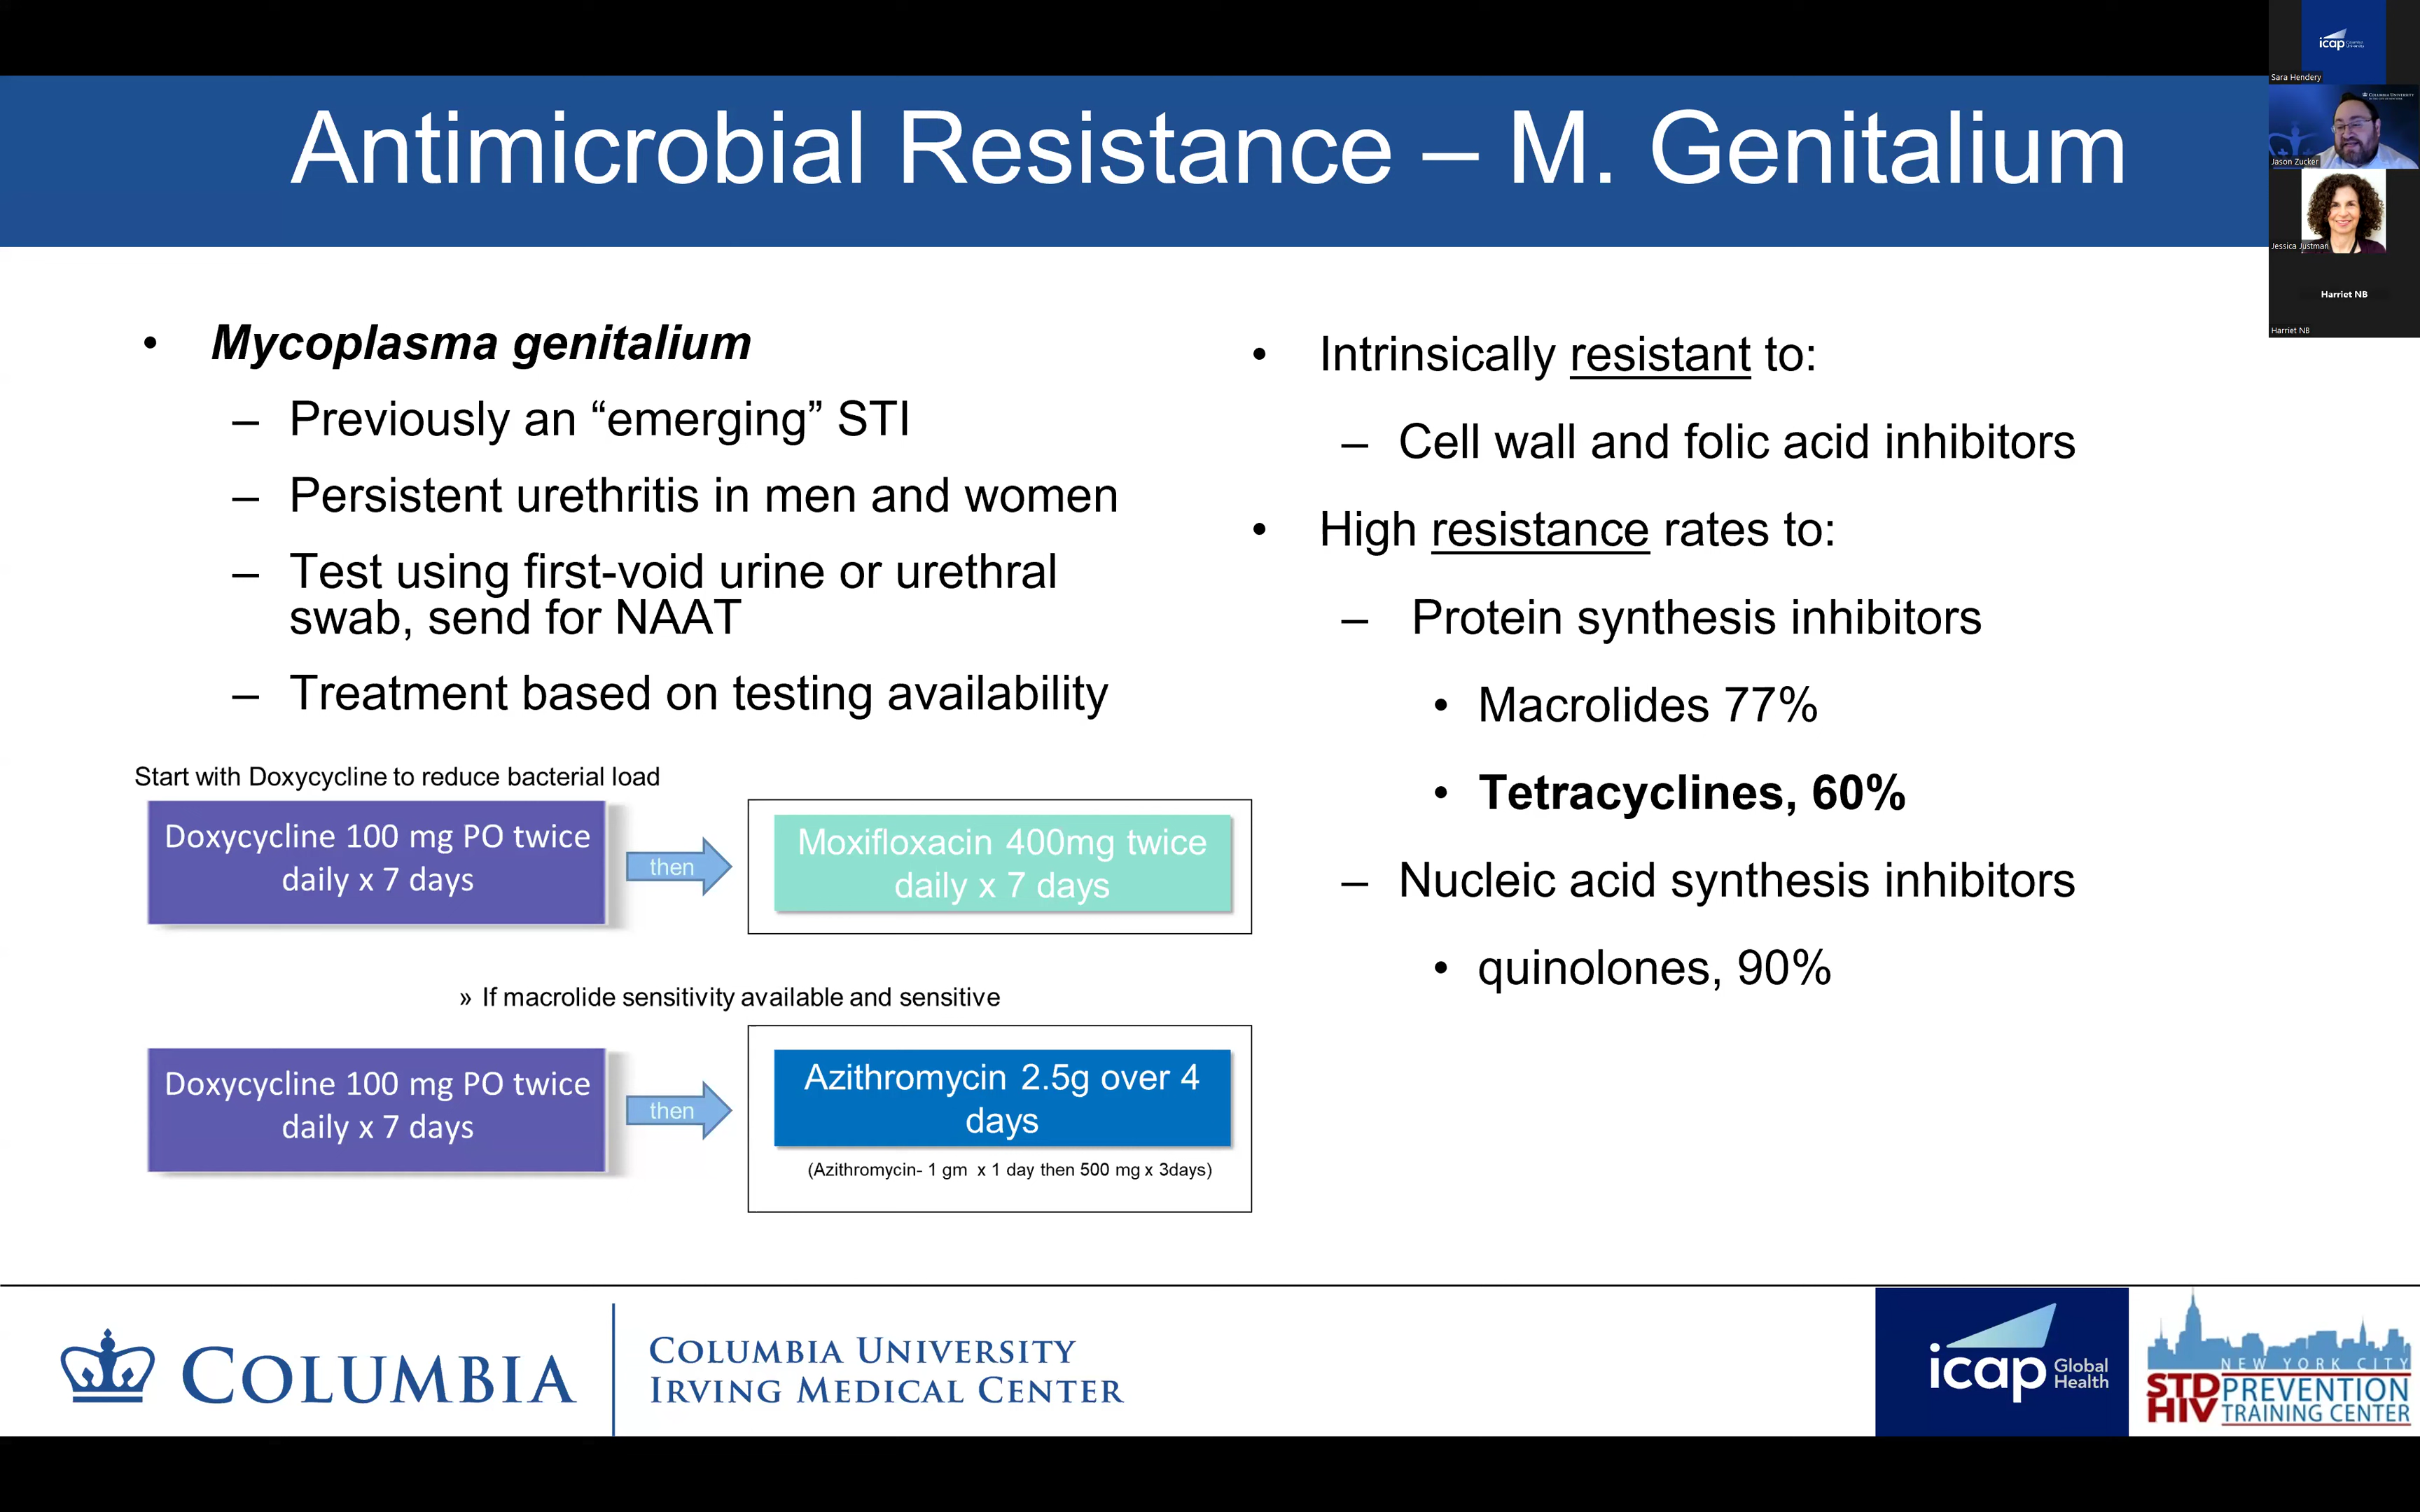 Antimicrobial Resistance – M. Genitalium
• Mycoplasma genitalium
– Previously an “emerging” STI
– Persistent urethritis in men and women
– Test using first-void urine or urethral
swab, send for NAAT
– Treatment based on testing availability
Start with Doxycycline to reduce bacterial load
Doxycycline 100 mg PO twice
daily x 7 days
then
Moxifloxacin 400mg twice
daily x 7 days
» If macrolide sensitivity available and sensitive
Doxycycline 100 mg PO twice
daily x 7 days
then
Azithromycin 2.5g over 4
days
(Azithromycin- 1 gm x 1 day then 500 mg x 3days)
• Intrinsically resistant to:
– Cell wall and folic acid inhibitors
• High resistance rates to:
– Protein synthesis inhibitors
• Macrolides 77%
• Tetracyclines, 60%
– Nucleic acid synthesis inhibitors
• quinolones, 90%
icap
Sara Hendery
Columbia University
Jason Zucker
Jessica Justman
Harriet NB
Harriet NB
Columbia
Columbia University
Irving Medical Center
icap Global
Health
NEW YORK CITY
STD PREVENTION
HIV TRAINING CENTER